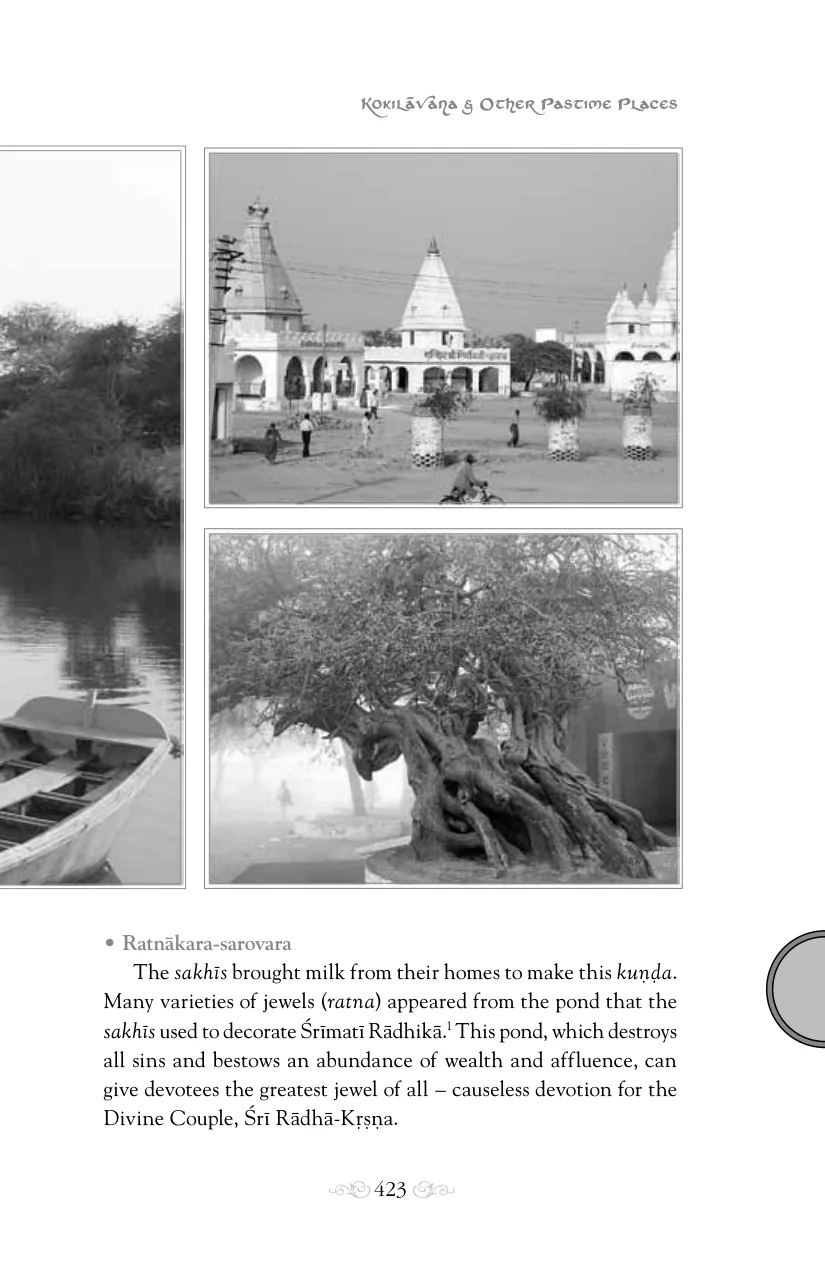 Kokilāvana & Other Pastime Places
• Ratnākara-sarovara
The sakhīs brought milk from their homes to make this kuṇḍa.
Many varieties of jewels (ratna) appeared from the pond that the
sakhīs used to decorate Śrīmatī Rādhikā.1 This pond, which destroys
all sins and bestows an abundance of wealth and affluence, can
give devotees the greatest jewel of all – causeless devotion for the
Divine Couple, Śrī Rādhā-Kṛṣṇa.
423